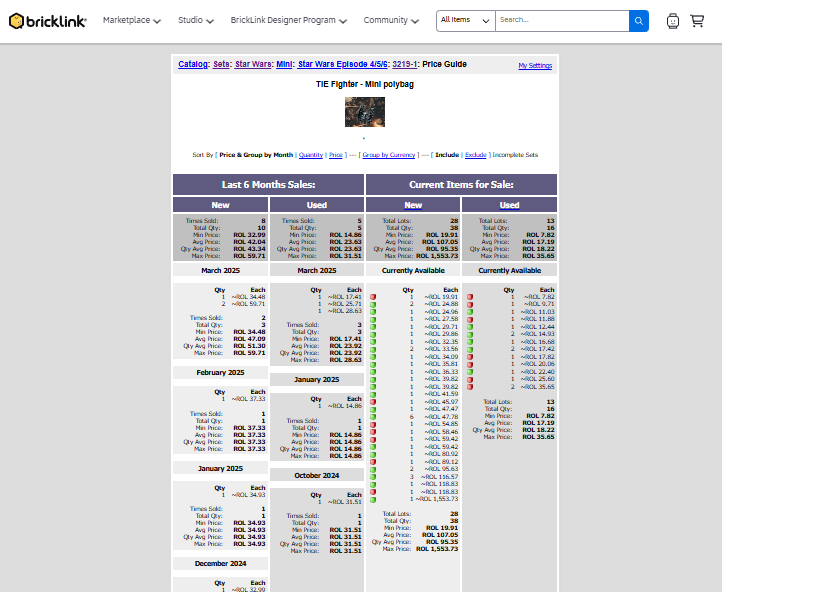 bricklink
Marketplace
Studio
BrickLink Designer Program
Community
All Items
Search...
Catalog: Sets: Star Wars: Mini: Star Wars Episode 4/5/6: 3219-1: Price Guide
My Settings
TIE Fighter - Mini polybag
Sort By [ Price & Group by Month | Quantity | Price ] --- [ Group by Currency ] --- [ Include | Exclude ] Incomplete Sets
Last 6 Months Sales:
Current Items for Sale:
New
Used
New
Used
Times Sold: 8
Total Qty: 10
Min Price: ROL 32.99
Avg Price: ROL 42.04
Qty Avg Price: ROL 43.34
Max Price: ROL 59.71
Times Sold: 5
Total Qty: 5
Min Price: ROL 14.86
Avg Price: ROL 23.63
Qty Avg Price: ROL 23.63
Max Price: ROL 31.51
Total Lots: 28
Total Qty: 38
Min Price: ROL 19.91
Avg Price: ROL 107.05
Qty Avg Price: ROL 95.35
Max Price: ROL 1,553.73
Total Lots: 13
Total Qty: 16
Min Price: ROL 7.82
Avg Price: ROL 17.19
Qty Avg Price: ROL 18.22
Max Price: ROL 35.65
March 2025
Qty Each
1 ~ROL 34.48
2 ~ROL 59.71
Times Sold: 2
Total Qty: 3
Min Price: ROL 34.48
Avg Price: ROL 47.09
Qty Avg Price: ROL 51.30
Max Price: ROL 59.71
February 2025
Qty Each
1 ~ROL 37.33
Times Sold: 1
Total Qty: 1
Min Price: ROL 37.33
Avg Price: ROL 37.33
Qty Avg Price: ROL 37.33
Max Price: ROL 37.33
January 2025
Qty Each
1 ~ROL 34.93
Times Sold: 1
Total Qty: 1
Min Price: ROL 34.93
Avg Price: ROL 34.93
Qty Avg Price: ROL 34.93
Max Price: ROL 34.93
December 2024
Qty Each
1 ~ROL 32.99
March 2025
Qty Each
1 ~ROL 17.41
1 ~ROL 25.71
1 ~ROL 28.63
Times Sold: 3
Total Qty: 3
Min Price: ROL 17.41
Avg Price: ROL 23.92
Qty Avg Price: ROL 23.92
Max Price: ROL 28.63
January 2025
Qty Each
1 ~ROL 14.86
Times Sold: 1
Total Qty: 1
Min Price: ROL 14.86
Avg Price: ROL 14.86
Qty Avg Price: ROL 14.86
Max Price: ROL 14.86
October 2024
Qty Each
1 ~ROL 31.51
Times Sold: 1
Total Qty: 1
Min Price: ROL 31.51
Avg Price: ROL 31.51
Qty Avg Price: ROL 31.51
Max Price: ROL 31.51
Currently Available
Qty Each
1 ~ROL 19.91
2 ~ROL 24.88
1 ~ROL 24.96
1 ~ROL 27.58
1 ~ROL 29.71
1 ~ROL 29.86
1 ~ROL 32.35
2 ~ROL 33.56
1 ~ROL 34.09
1 ~ROL 35.81
1 ~ROL 36.33
1 ~ROL 39.82
1 ~ROL 39.82
1 ~ROL 41.59
1 ~ROL 45.97
1 ~ROL 47.47
6 ~ROL 47.78
1 ~ROL 54.85
1 ~ROL 58.46
1 ~ROL 59.42
1 ~ROL 59.42
1 ~ROL 80.92
1 ~ROL 89.12
2 ~ROL 95.63
3 ~ROL 116.57
1 ~ROL 118.83
1 ~ROL 118.83
1 ~ROL 1,553.73
Total Lots: 28
Total Qty: 38
Min Price: ROL 19.91
Avg Price: ROL 107.05
Qty Avg Price: ROL 95.35
Max Price: ROL 1,553.73
Currently Available
Qty Each
1 ~ROL 7.82
1 ~ROL 9.71
1 ~ROL 11.03
1 ~ROL 11.88
1 ~ROL 12.44
2 ~ROL 14.93
1 ~ROL 16.68
2 ~ROL 17.42
1 ~ROL 17.82
1 ~ROL 20.06
1 ~ROL 22.40
1 ~ROL 25.60
2 ~ROL 35.65
Total Lots: 13
Total Qty: 16
Min Price: ROL 7.82
Avg Price: ROL 17.19
Qty Avg Price: ROL 18.22
Max Price: ROL 35.65